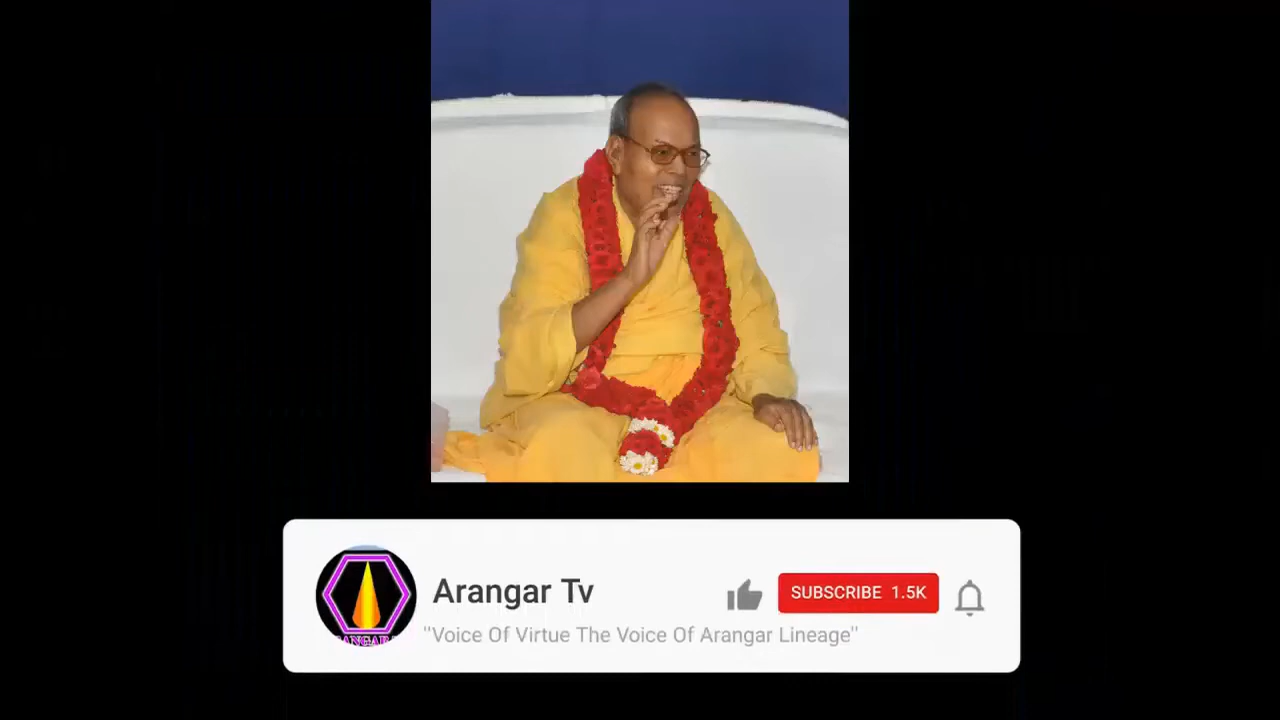 Arangar Tv
SUBSCRIBE 1.5K
"Voice Of Virtue The Voice Of Arangar Lineage"